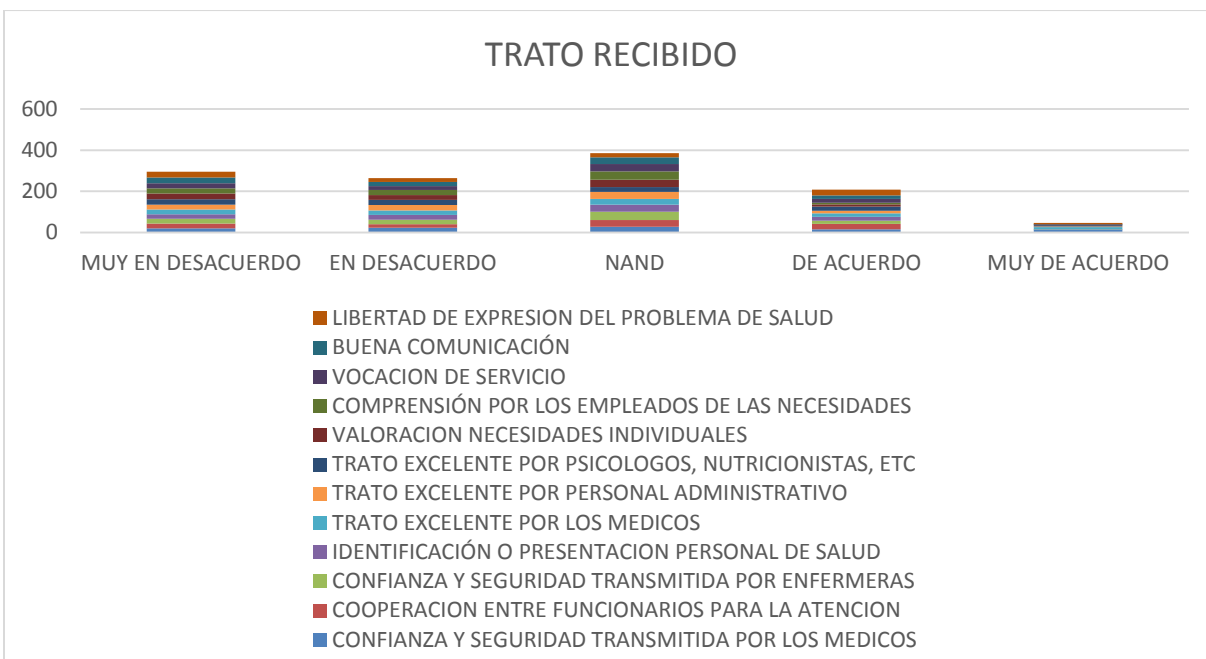 TRATO RECIBIDO
600
400
200
0
MUY EN DESACUERDO EN DESACUERDO NAND DE ACUERDO MUY DE ACUERDO
LIBERTAD DE EXPRESION DEL PROBLEMA DE SALUD
BUENA COMUNICACIÓN
VOCACION DE SERVICIO
COMPRENSIÓN POR LOS EMPLEADOS DE LAS NECESIDADES
VALORACION NECESIDADES INDIVIDUALES
TRATO EXCELENTE POR PSICOLOGOS, NUTRICIONISTAS, ETC
TRATO EXCELENTE POR PERSONAL ADMINISTRATIVO
TRATO EXCELENTE POR LOS MEDICOS
IDENTIFICACIÓN O PRESENTACION PERSONAL DE SALUD
CONFIANZA Y SEGURIDAD TRANSMITIDA POR ENFERMERAS
COOPERACION ENTRE FUNCIONARIOS PARA LA ATENCION
CONFIANZA Y SEGURIDAD TRANSMITIDA POR LOS MEDICOS